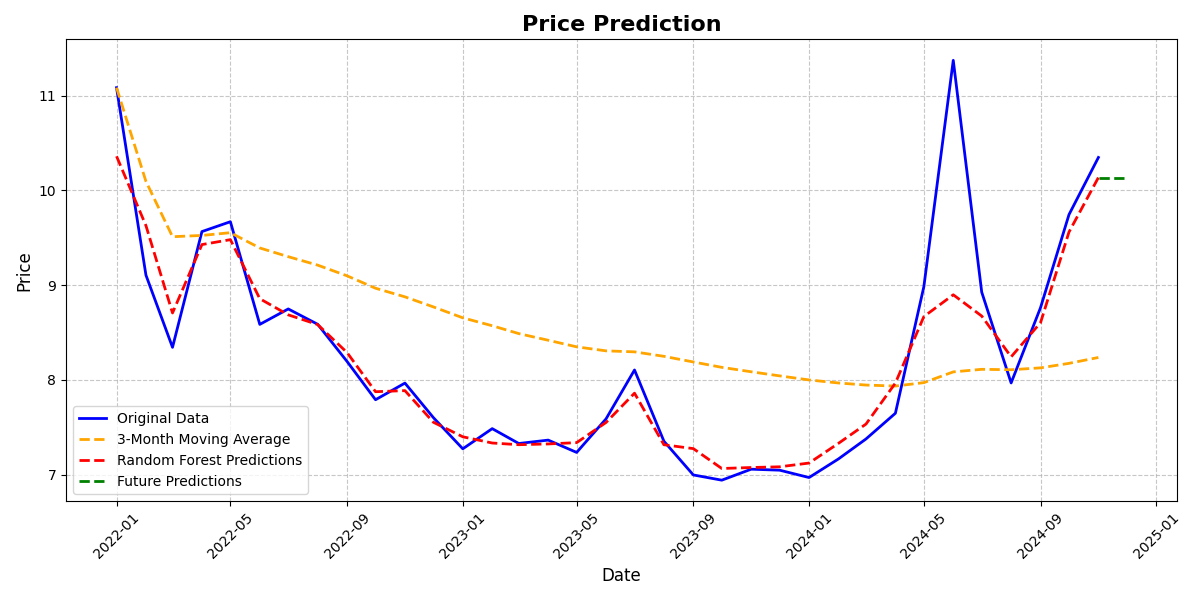 Price Prediction
Price
11
10
9
8
7
Original Data
3-Month Moving Average
Random Forest Predictions
Future Predictions
2022-01
2022-05
2022-09
2023-01
2023-05
2023-09
2024-01
2024-05
2024-09
2025-01
Date